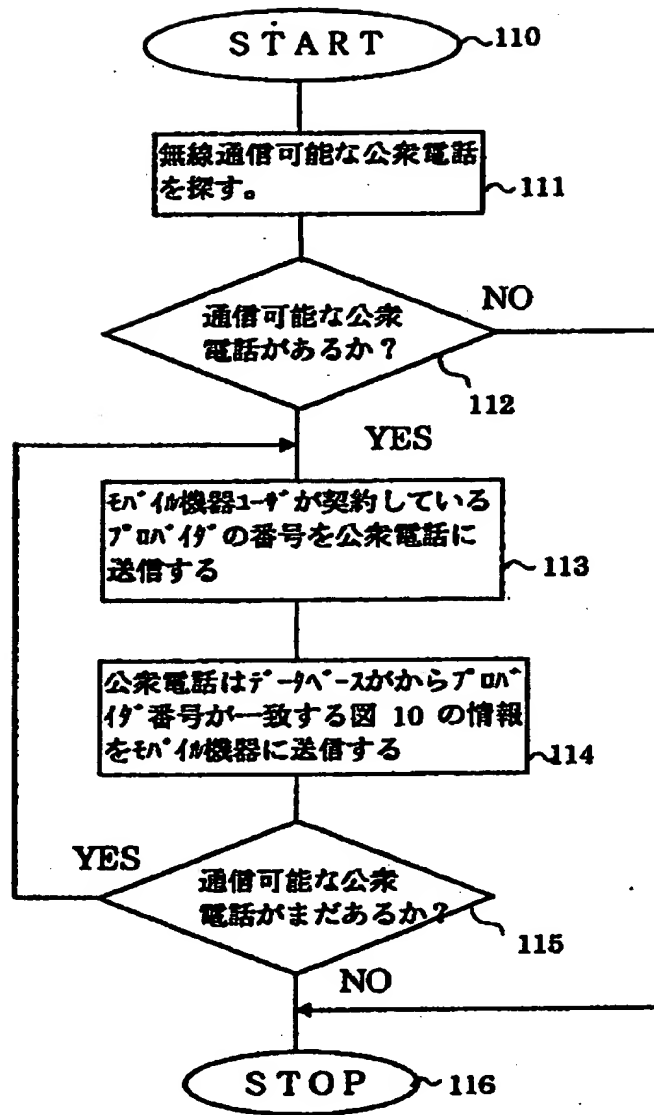 START
110
無線通信可能な公衆電話
を探す。
111
通信可能な公衆
電話があるか？
NO
112
YES
ﾓﾊﾞｲﾙ機器ﾕｰｻﾞが契約している
ﾌﾟﾛﾊﾞｲﾀﾞの番号を公衆電話に
送信する
113
公衆電話はﾃﾞｰﾀﾍﾞｰｽがからﾌﾟﾛﾊﾞ
ｲﾀﾞ番号が一致する図 10 の情報
をﾓﾊﾞｲﾙ機器に送信する
114
YES
通信可能な公衆
電話がまだあるか？
115
NO
STOP
116